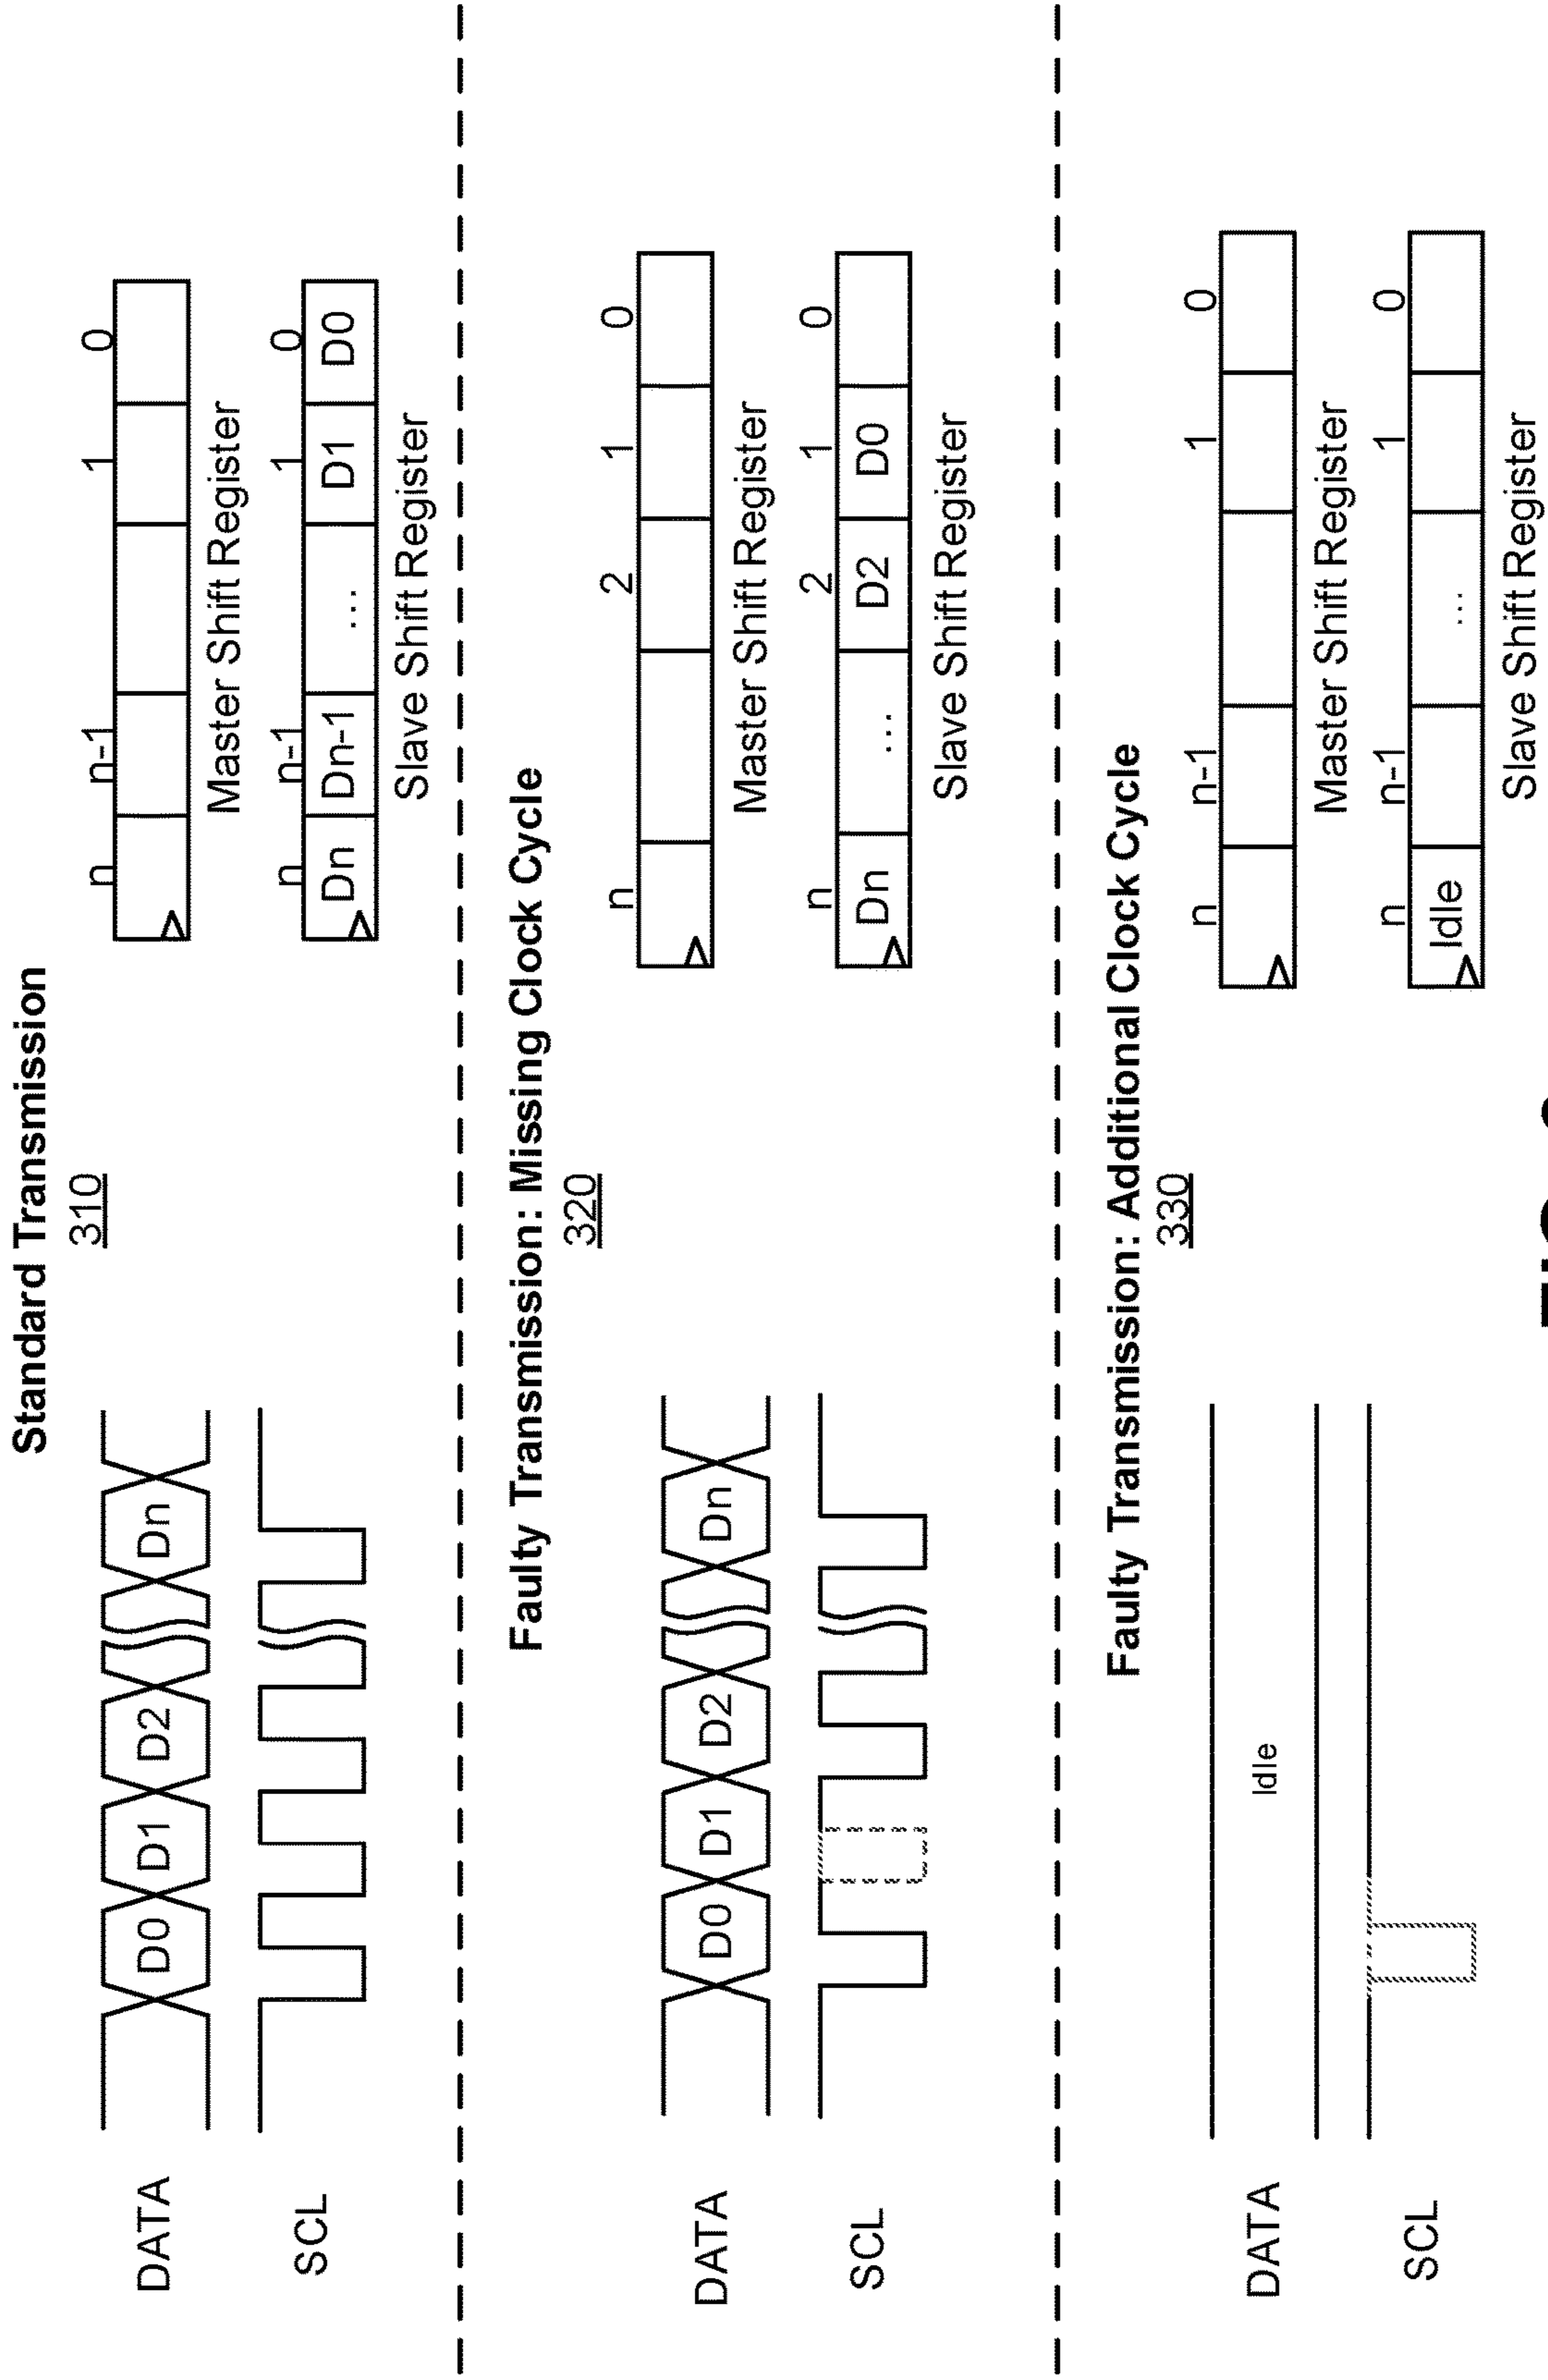 Standard Transmission
310
DATA D0 D1 D2 Dn
SCL
n n-1 1 0
Master Shift Register
n n-1 1 0
Dn Dn-1 ... D1 D0
Slave Shift Register
Faulty Transmission: Missing Clock Cycle
320
DATA D0 D1 D2 Dn
SCL
n 2 1 0
Master Shift Register
n 2 1 0
Dn ... D2 D0
Slave Shift Register
Faulty Transmission: Additional Clock Cycle
330
DATA Idle
SCL
n n-1 1 0
Master Shift Register
n n-1 1 0
Idle ...
Slave Shift Register